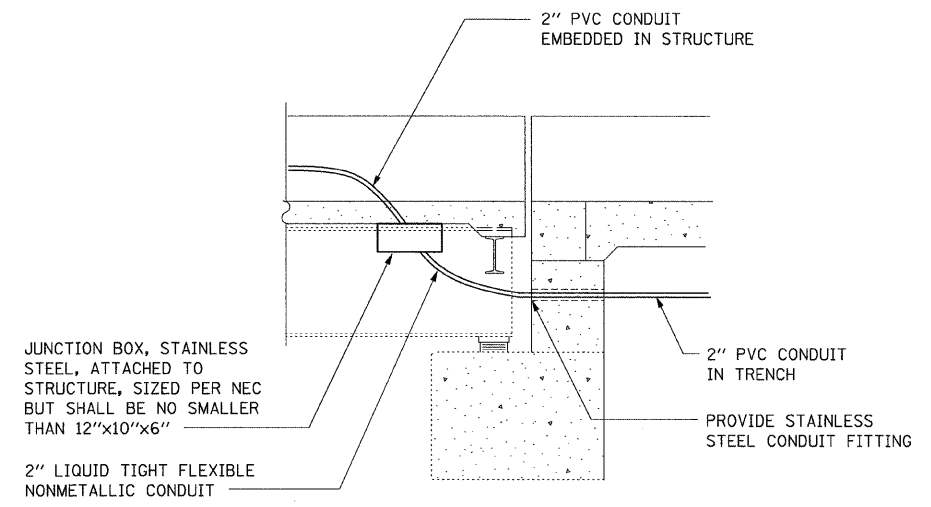 2" PVC CONDUIT
EMBEDDED IN STRUCTURE
JUNCTION BOX, STAINLESS
STEEL, ATTACHED TO
STRUCTURE, SIZED PER NEC
BUT SHALL BE NO SMALLER
THAN 12"x10"x6"
2" LIQUID TIGHT FLEXIBLE
NONMETALLIC CONDUIT
2" PVC CONDUIT
IN TRENCH
PROVIDE STAINLESS
STEEL CONDUIT FITTING